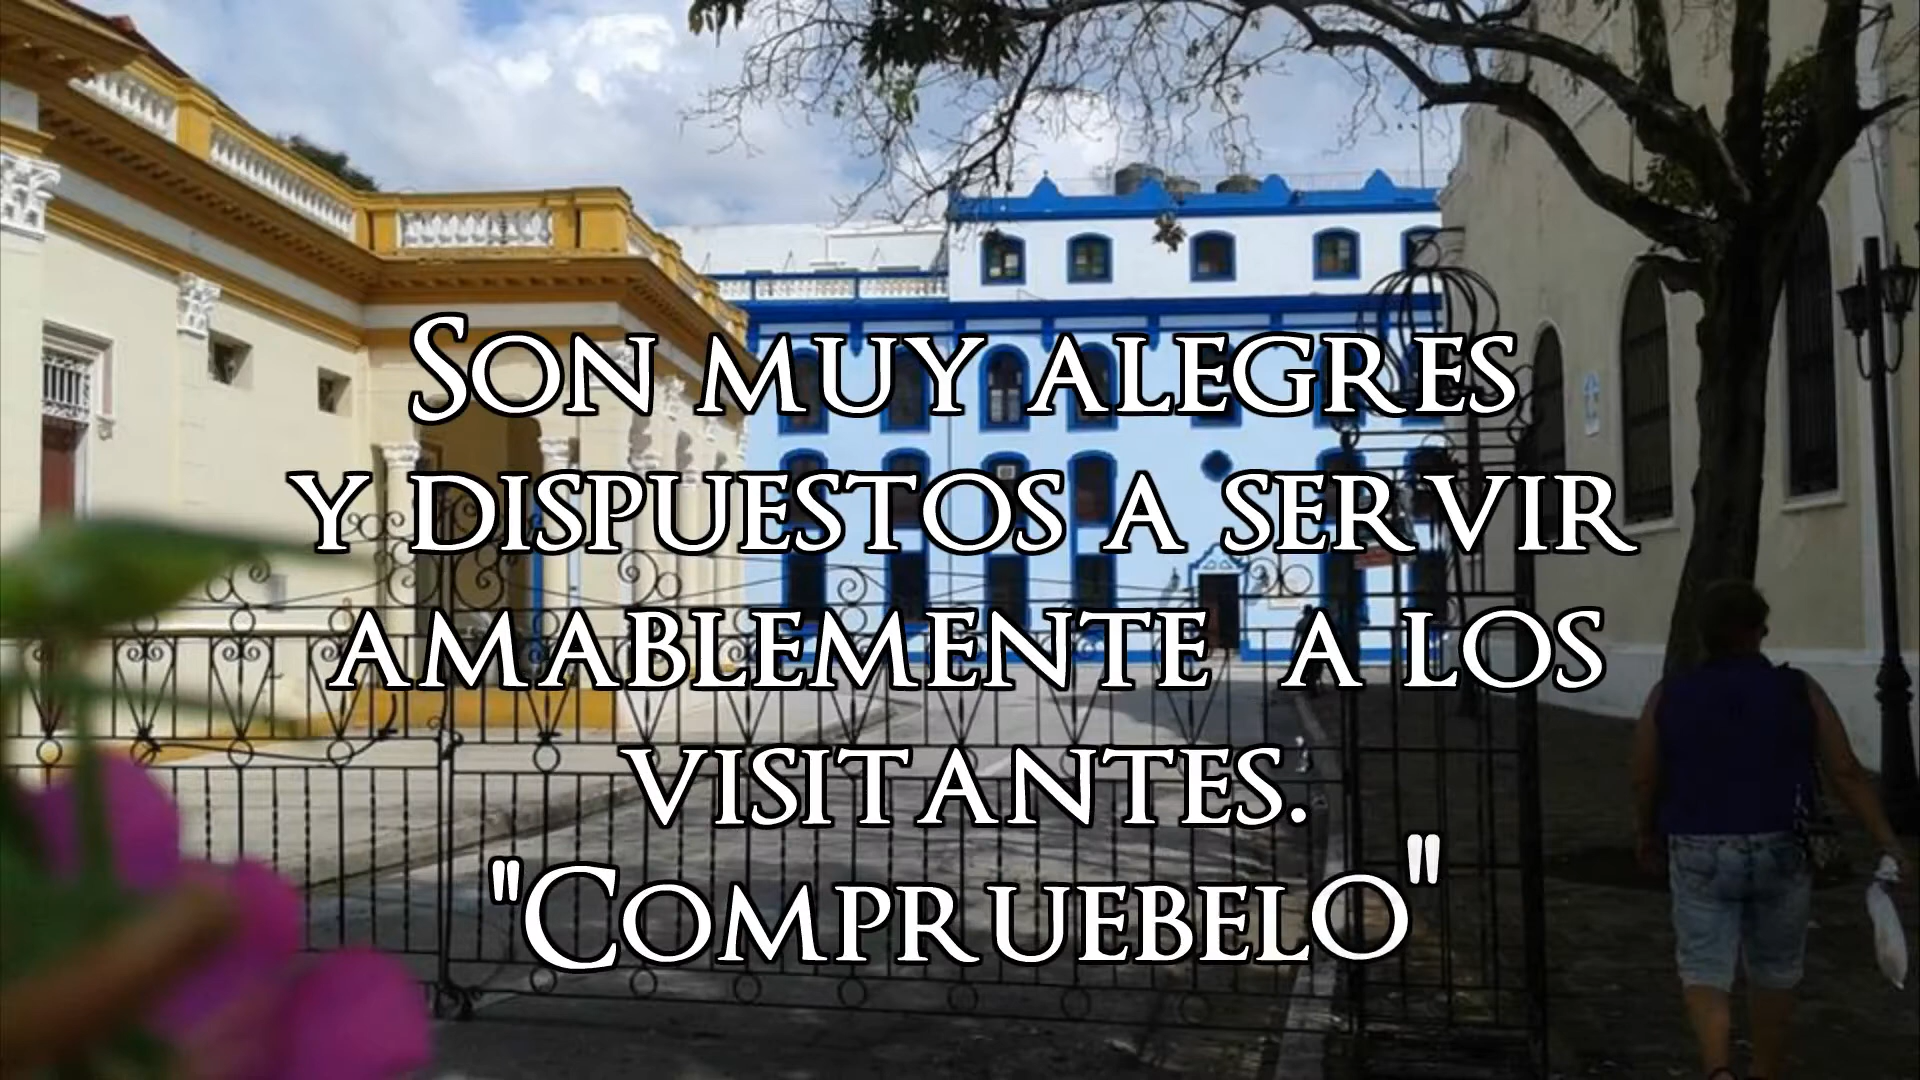 Son muy alegres
y dispuestos a servir
amablemente a los
visitantes.
"Compruebelo"